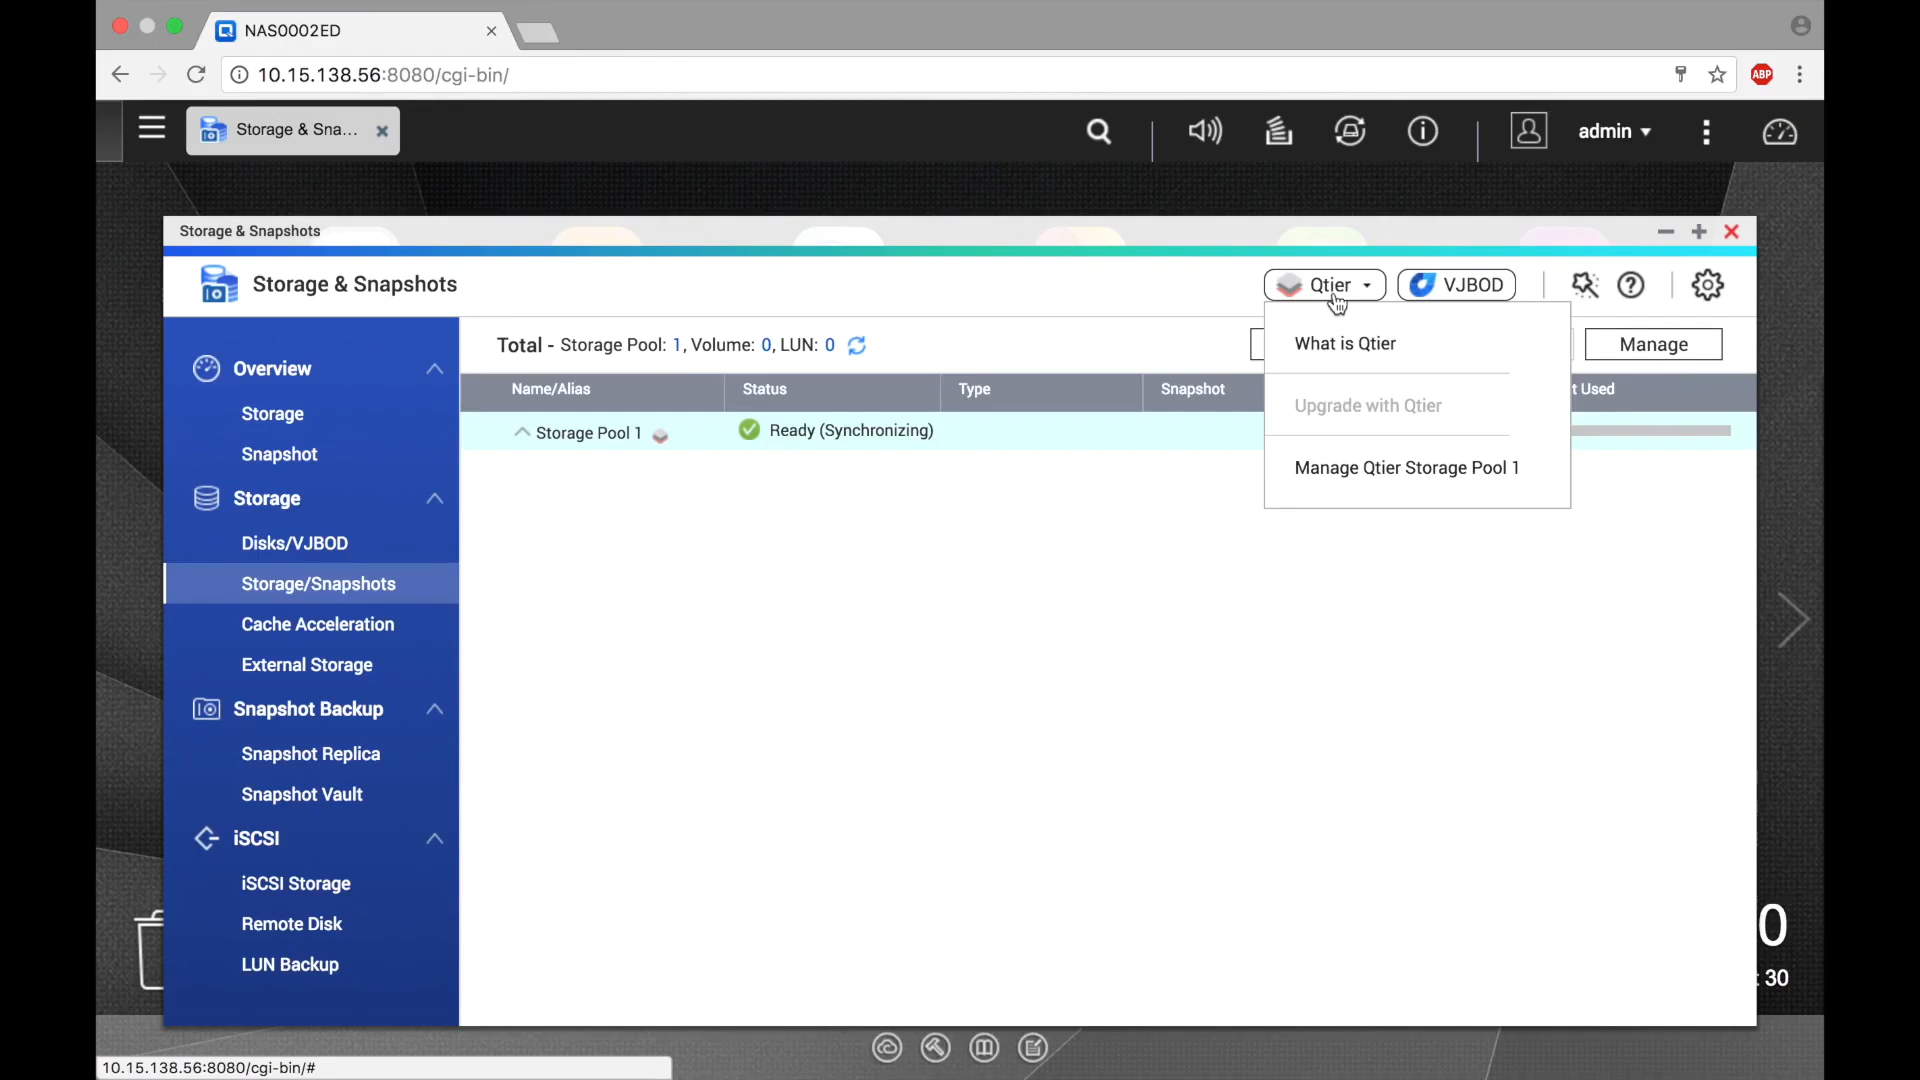 NAS0002ED
10.15.138.56:8080/cgi-bin/
ABP
Storage & Sna...
admin
Storage & Snapshots
Storage & Snapshots
Qtier
VJBOD
What is Qtier
Upgrade with Qtier
Manage Qtier Storage Pool 1
Total - Storage Pool: 1, Volume: 0, LUN: 0
Manage
Name/Alias
Status
Type
Snapshot
t Used
Storage Pool 1
Ready (Synchronizing)
Overview
Storage
Snapshot
Storage
Disks/VJBOD
Storage/Snapshots
Cache Acceleration
External Storage
Snapshot Backup
Snapshot Replica
Snapshot Vault
iSCSI
iSCSI Storage
Remote Disk
LUN Backup
0
: 30
10.15.138.56:8080/cgi-bin/#